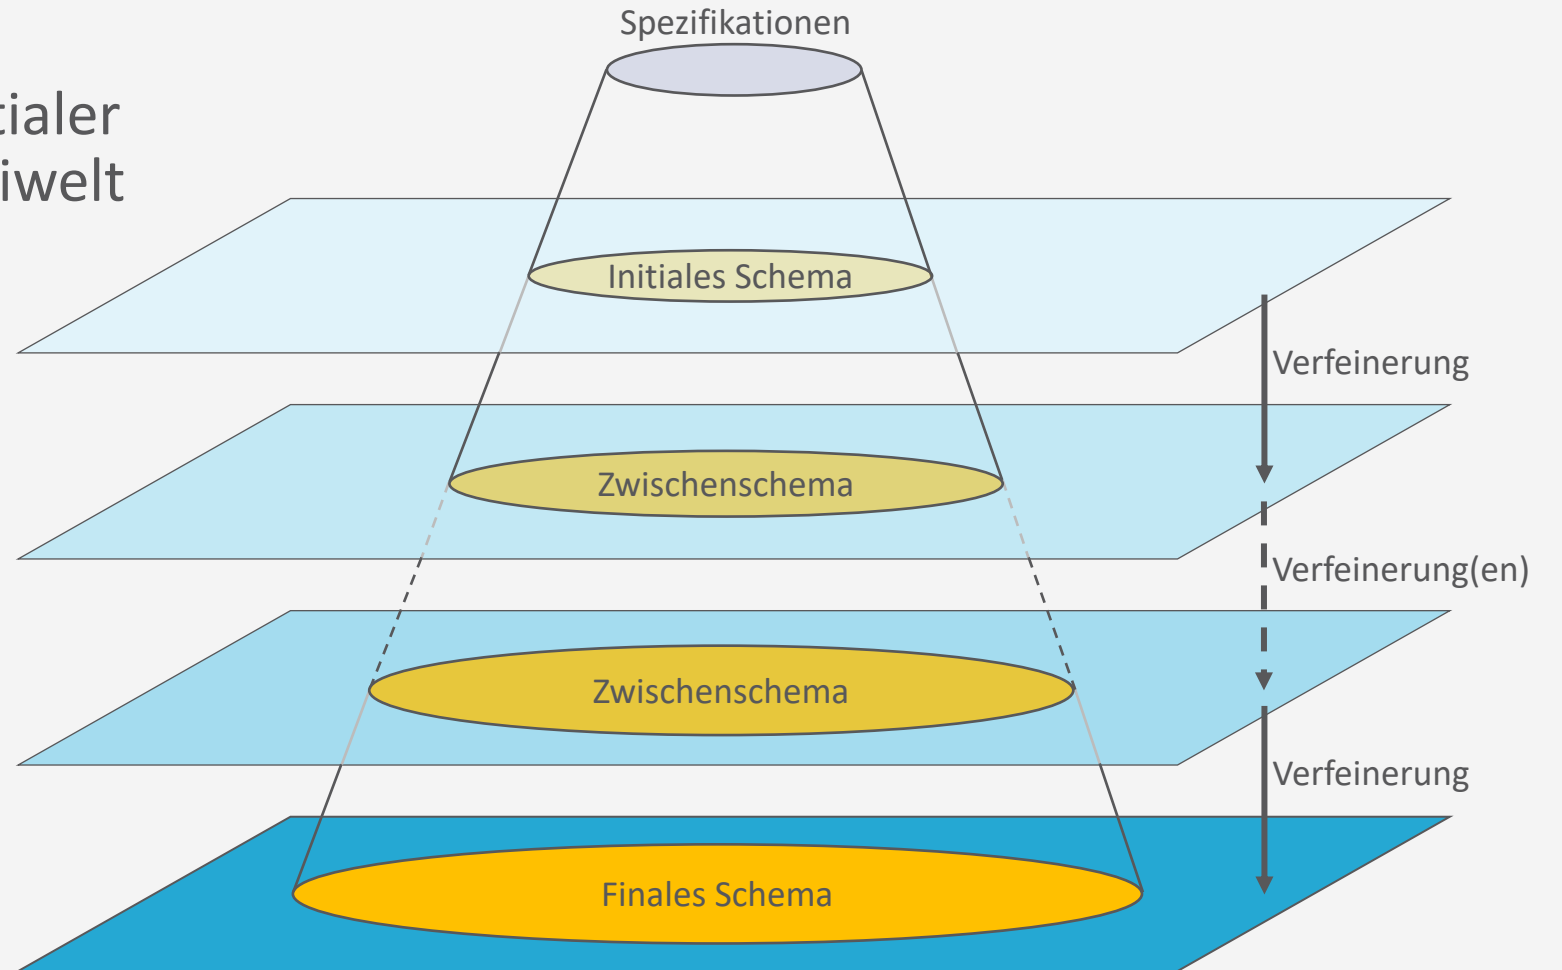 Spezifikationen
tialer
iwelt
Initiales Schema
Verfeinerung
Zwischenschema
Verfeinerung(en)
Zwischenschema
Verfeinerung
Finales Schema